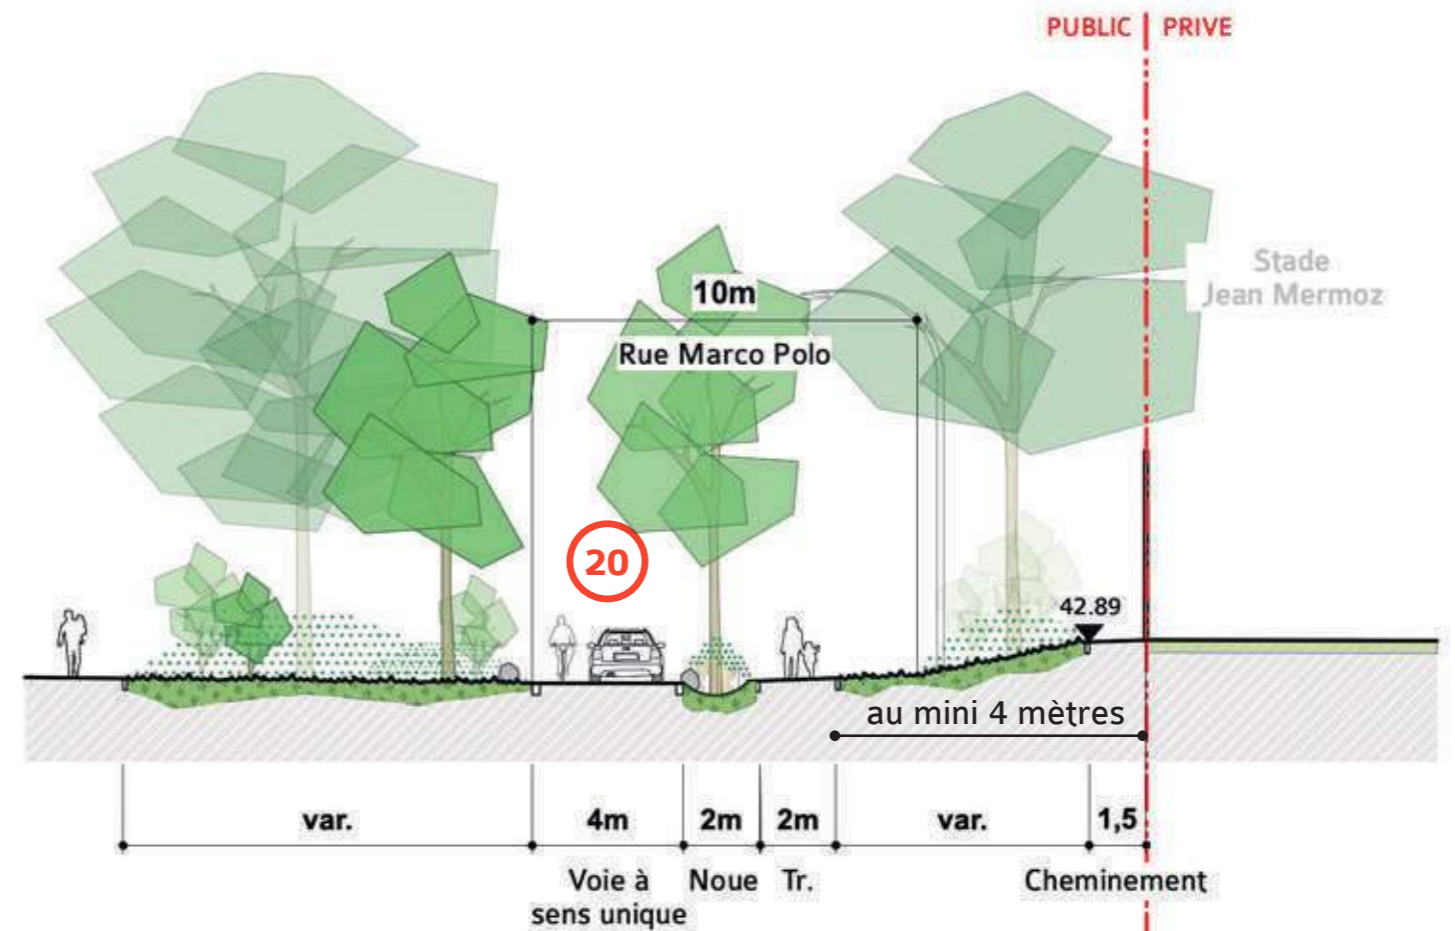 PUBLIC PRIVE
Stade
Jean Mermoz
10m
Rue Marco Polo
20
42.89
au mini 4 mètres
var. 4m 2m 2m var. 1,5
Voie à Noue Tr. Cheminement
sens unique